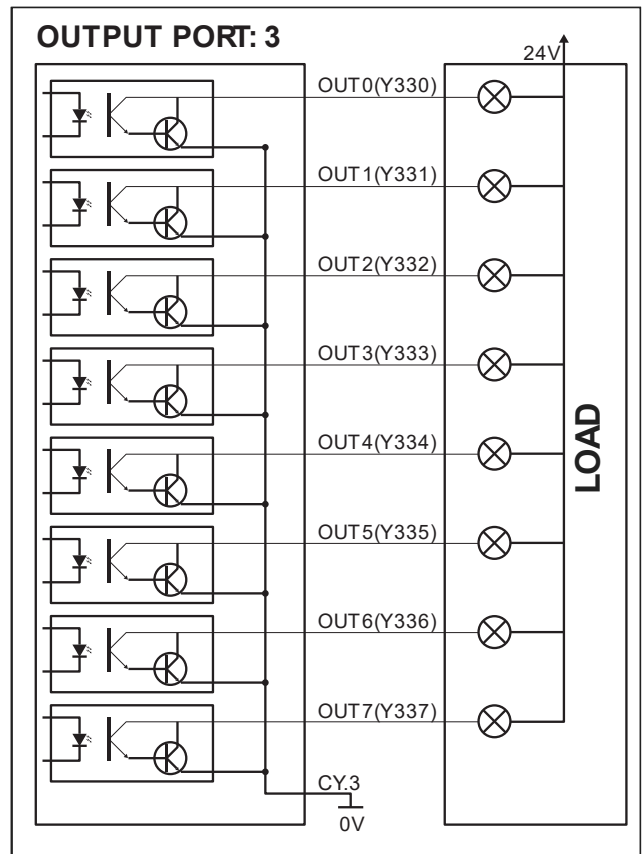 OUTPUT PORT: 3
24V
OUT0(Y330)
OUT1(Y331)
OUT2(Y332)
OUT3(Y333)
OUT4(Y334)
OUT5(Y335)
OUT6(Y336)
OUT7(Y337)
LOAD
CY.3
0V